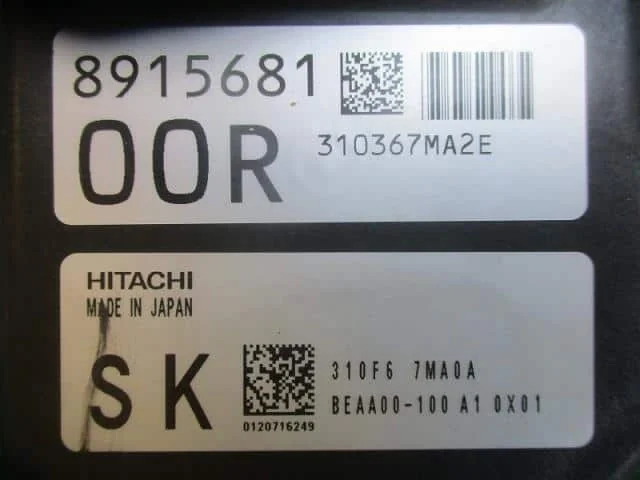 8915681
00R
310367MA2E
HITACHI
MADE IN JAPAN
SK
310F6 7MA0A
BEAA00-100 A1 0X01
0120716249